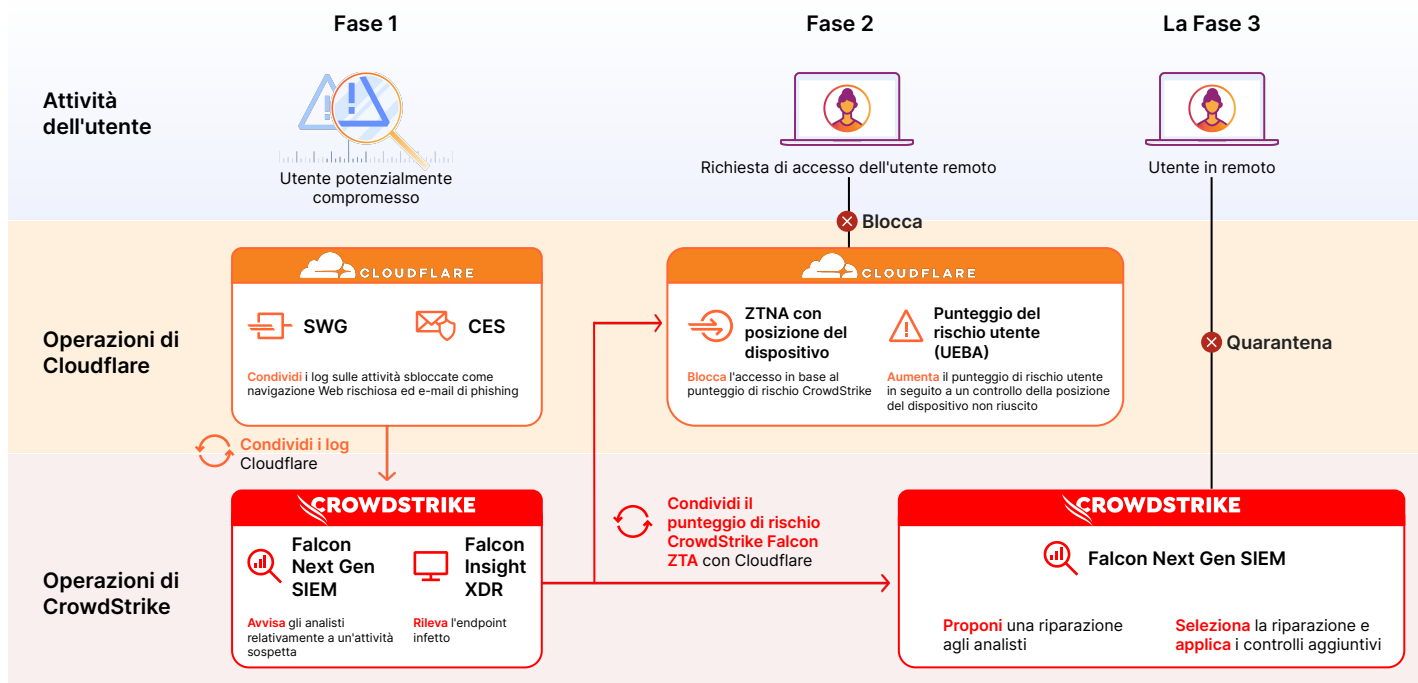 Fase 1
Fase 2
La Fase 3
Attività
dell'utente
Utente potenzialmente
compromesso
Richiesta di accesso dell'utente remoto
Utente in remoto
Blocca
Operazioni di
Cloudflare
CLOUDFLARE
SWG
CES
Condividi i log sulle attività sbloccate come
navigazione Web rischiosa ed e-mail di phishing
CLOUDFLARE
ZTNA con
posizione del
dispositivo
Blocca l'accesso in base al
punteggio di rischio CrowdStrike
Punteggio del
rischio utente
(UEBA)
Aumenta il punteggio di rischio utente
in seguito a un controllo della posizione
del dispositivo non riuscito
Quarantena
Condividi i log
Cloudflare
Operazioni di
CrowdStrike
CROWDSTRIKE
Falcon
Next Gen
SIEM
Avvisa gli analisti
relativamente a un'attività
sospetta
Falcon
Insight
XDR
Rileva l'endpoint
infetto
Condividi il
punteggio di rischio
CrowdStrike Falcon
ZTA con Cloudflare
CROWDSTRIKE
Falcon Next Gen SIEM
Proponi una riparazione
agli analisti
Seleziona la riparazione e
applica i controlli aggiuntivi